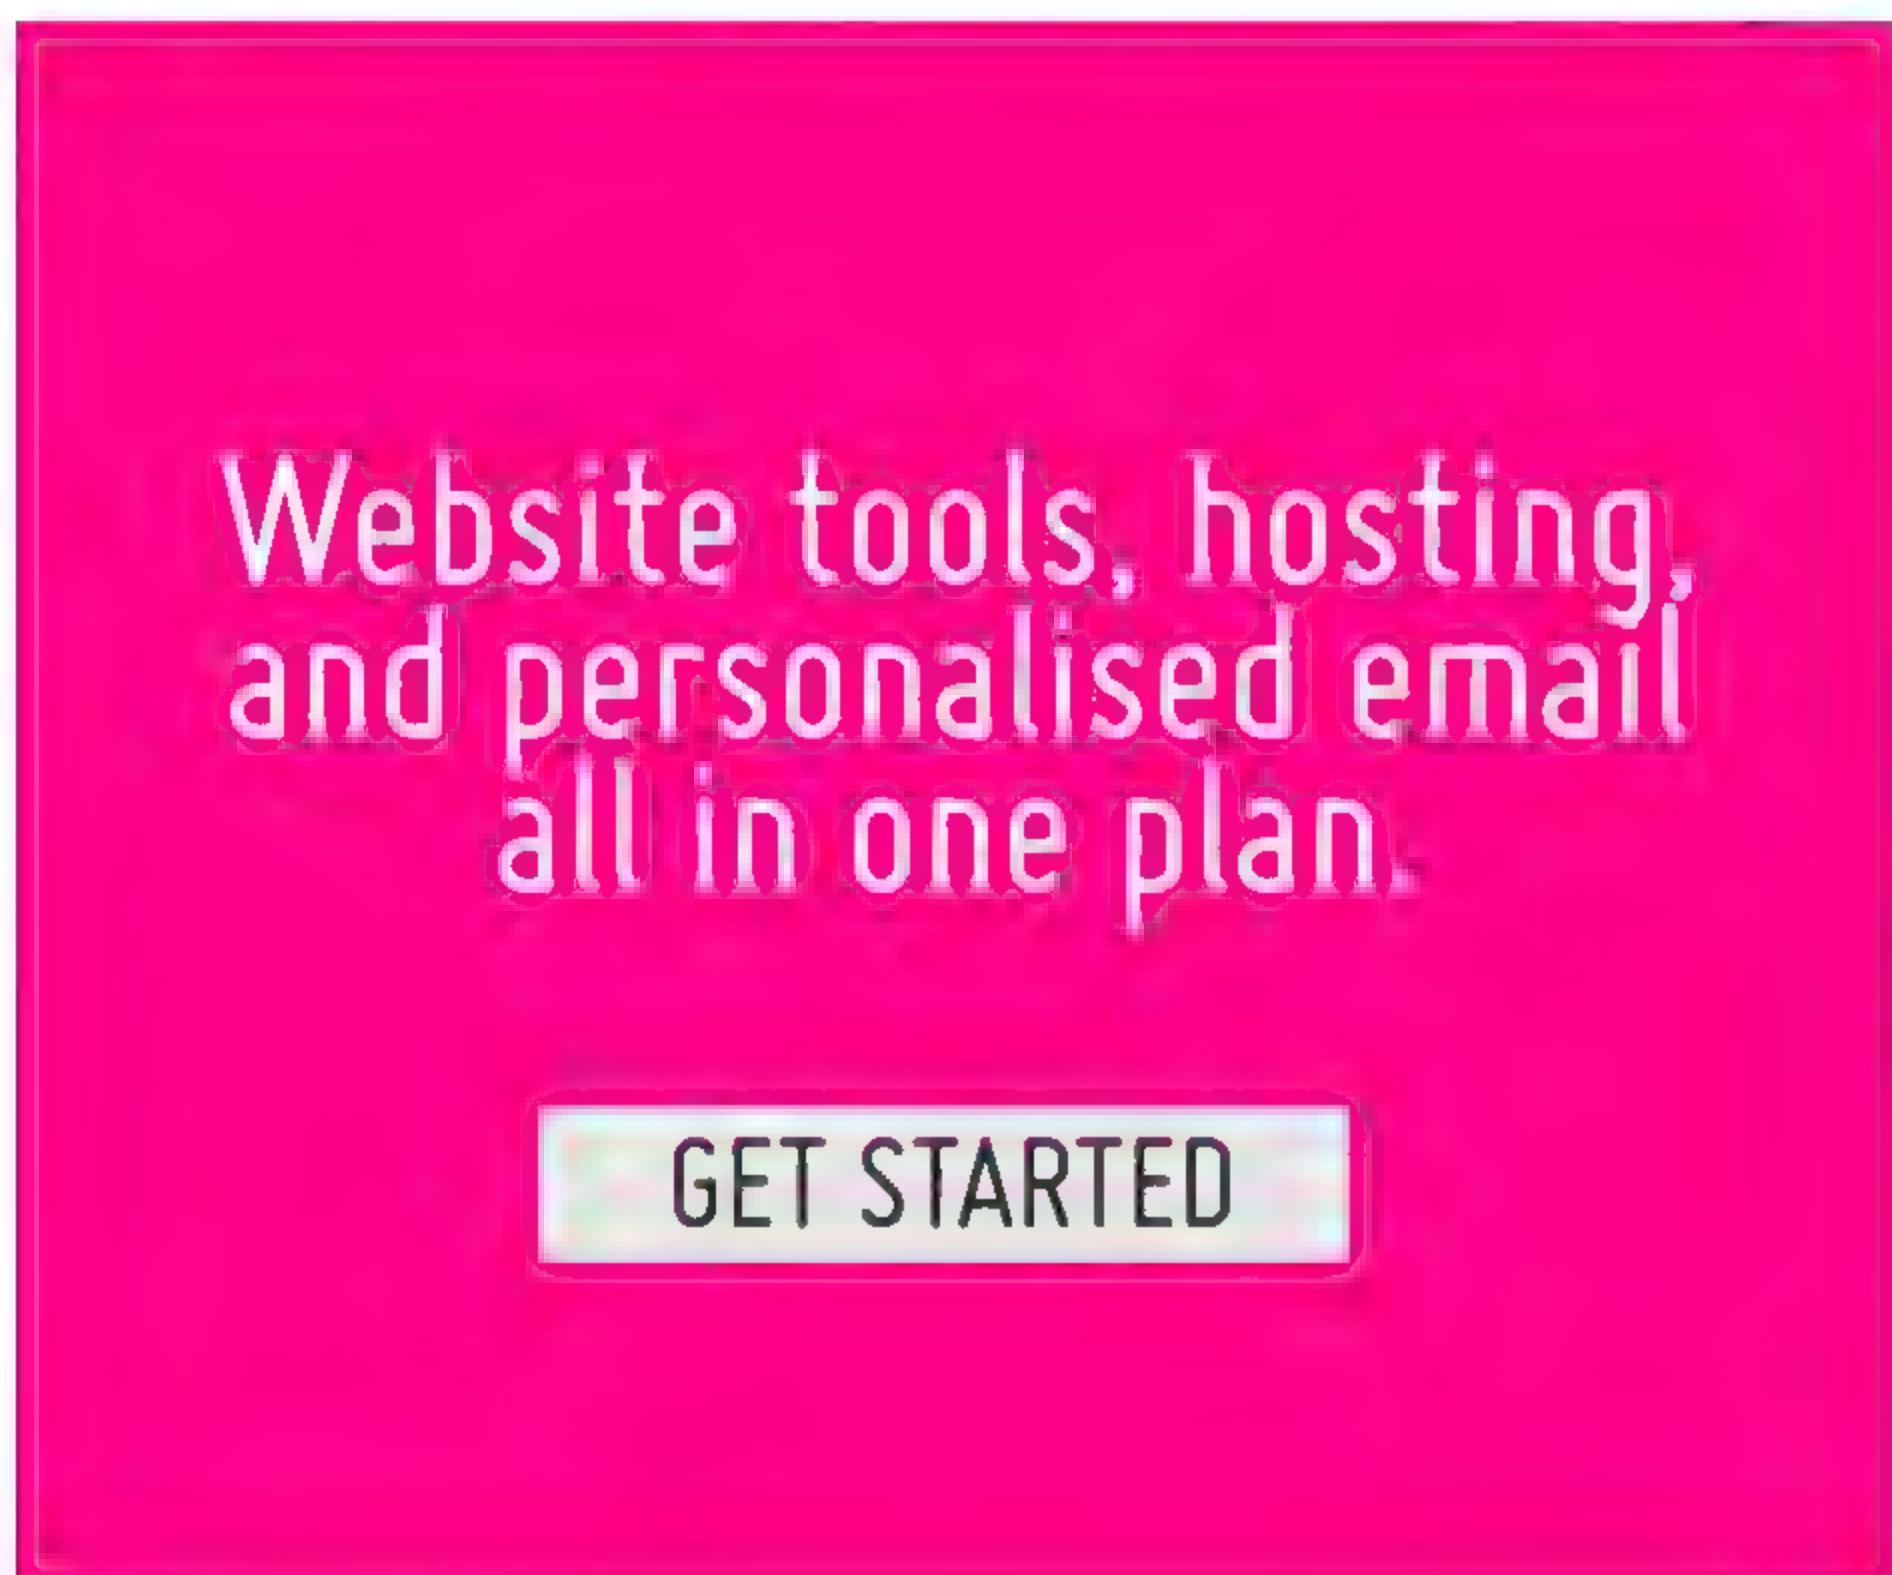 Website tools, hosting,
and personalised email
all in one plan.
GET STARTED